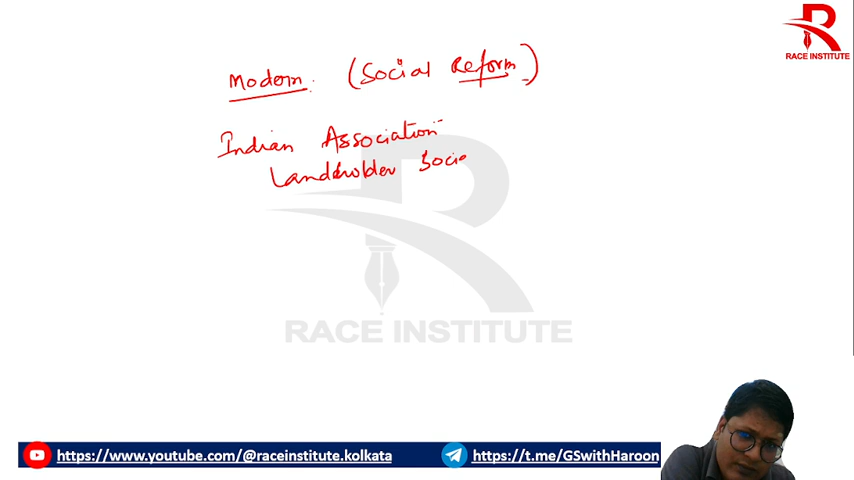 RACE INSTITUTE
Modern. (Social Reform)
Indian Association
Landholder Socie
RACE INSTITUTE
https://www.youtube.com/@raceinstitute.kolkata
https://t.me/GSwithHaroon